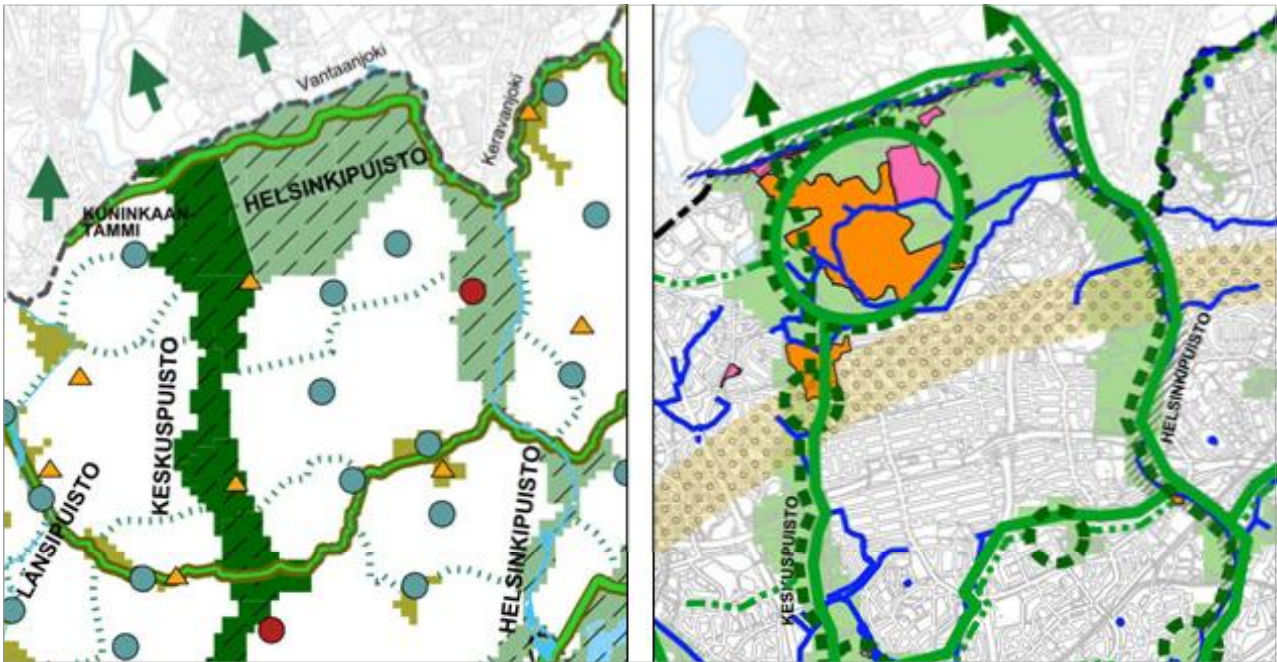 Vantaanjoki
Keravanjoki
HELSINKIPUISTO
KUNINKAAN-
TAMMI
KESKUSPUISTO
LÄNSIPUISTO
HELSINKIPUISTO
HELSINKIPUISTO
KESKUSPUISTO